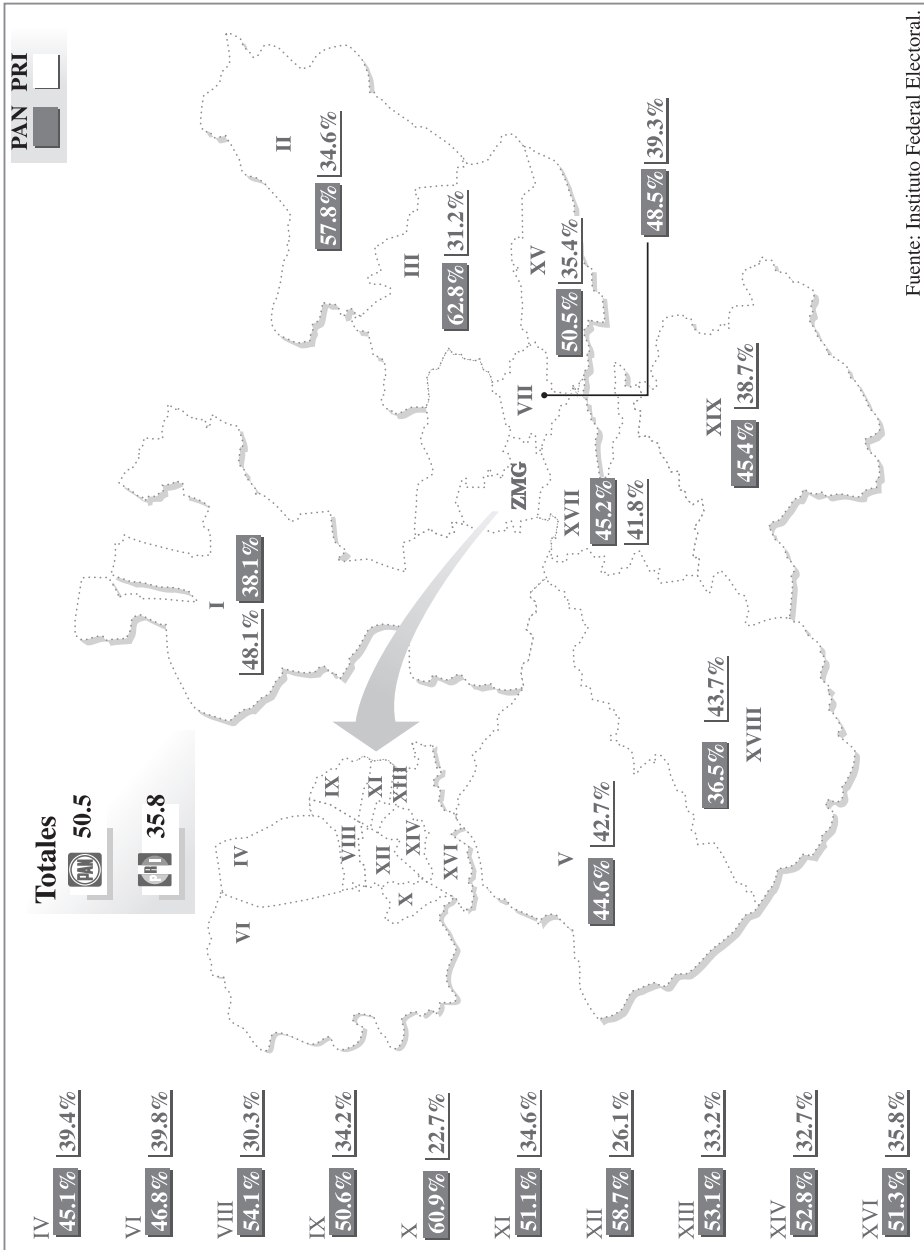 PAN PRI
Totales
PAN 50.5
PRI 35.8
I
48.1% 38.1%
II
57.8% 34.6%
III
62.8% 31.2%
XV
50.5% 35.4%
VII
48.5% 39.3%
ZMG
XVII
45.2%
41.8%
XIX
45.4% 38.7%
V
44.6% 42.7%
36.5% 43.7%
XVIII
VI
IV
VIII
IX
XI
XII
XIII
X
XIV
XVI
IV
45.1% 39.4%
VI
46.8% 39.8%
VIII
54.1% 30.3%
IX
50.6% 34.2%
X
60.9% 22.7%
XI
51.1% 34.6%
XII
58.7% 26.1%
XIII
53.1% 33.2%
XIV
52.8% 32.7%
XVI
51.3% 35.8%
Fuente: Instituto Federal Electoral.